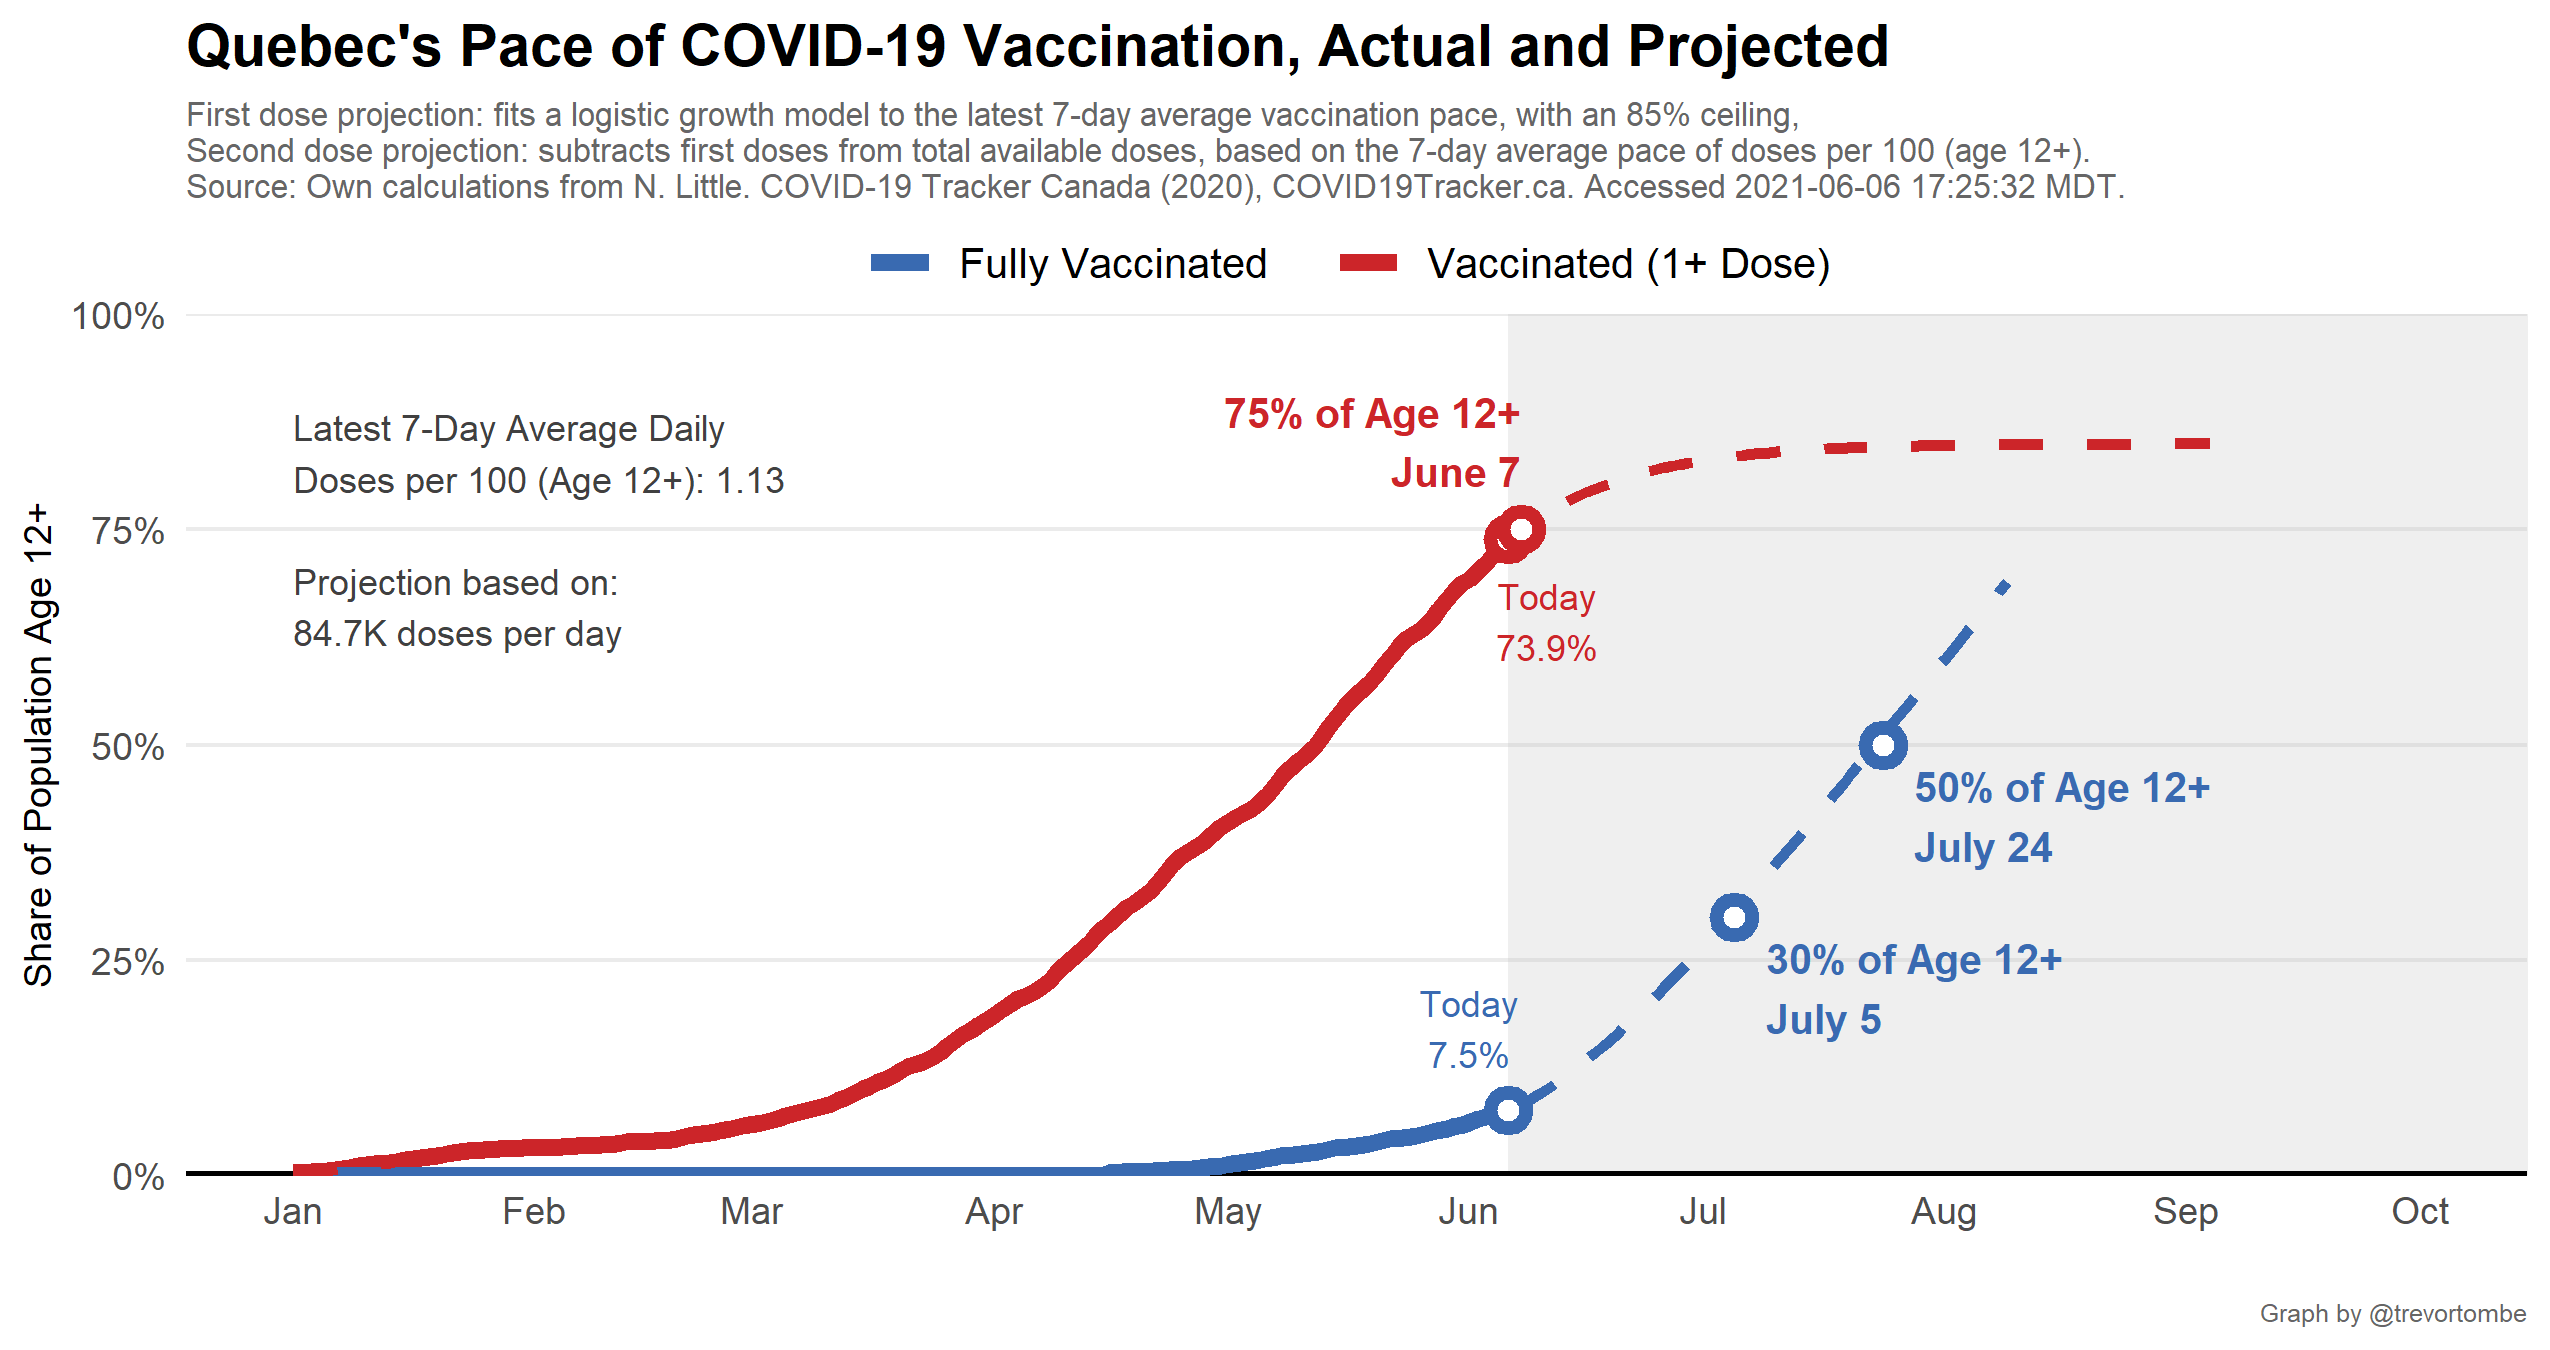 Quebec's Pace of COVID-19 Vaccination, Actual and Projected
First dose projection: fits a logistic growth model to the latest 7-day average vaccination pace, with an 85% ceiling,
Second dose projection: subtracts first doses from total available doses, based on the 7-day average pace of doses per 100 (age 12+).
Source: Own calculations from N. Little. COVID-19 Tracker Canada (2020), COVID19Tracker.ca. Accessed 2021-06-06 17:25:32 MDT.
Fully Vaccinated
Vaccinated (1+ Dose)
Share of Population Age 12+
100%
75%
50%
25%
0%
Latest 7-Day Average Daily
Doses per 100 (Age 12+): 1.13
Projection based on:
84.7K doses per day
75% of Age 12+
June 7
Today
73.9%
50% of Age 12+
July 24
30% of Age 12+
July 5
Today
7.5%
Jan
Feb
Mar
Apr
May
Jun
Jul
Aug
Sep
Oct
Graph by @trevortombe